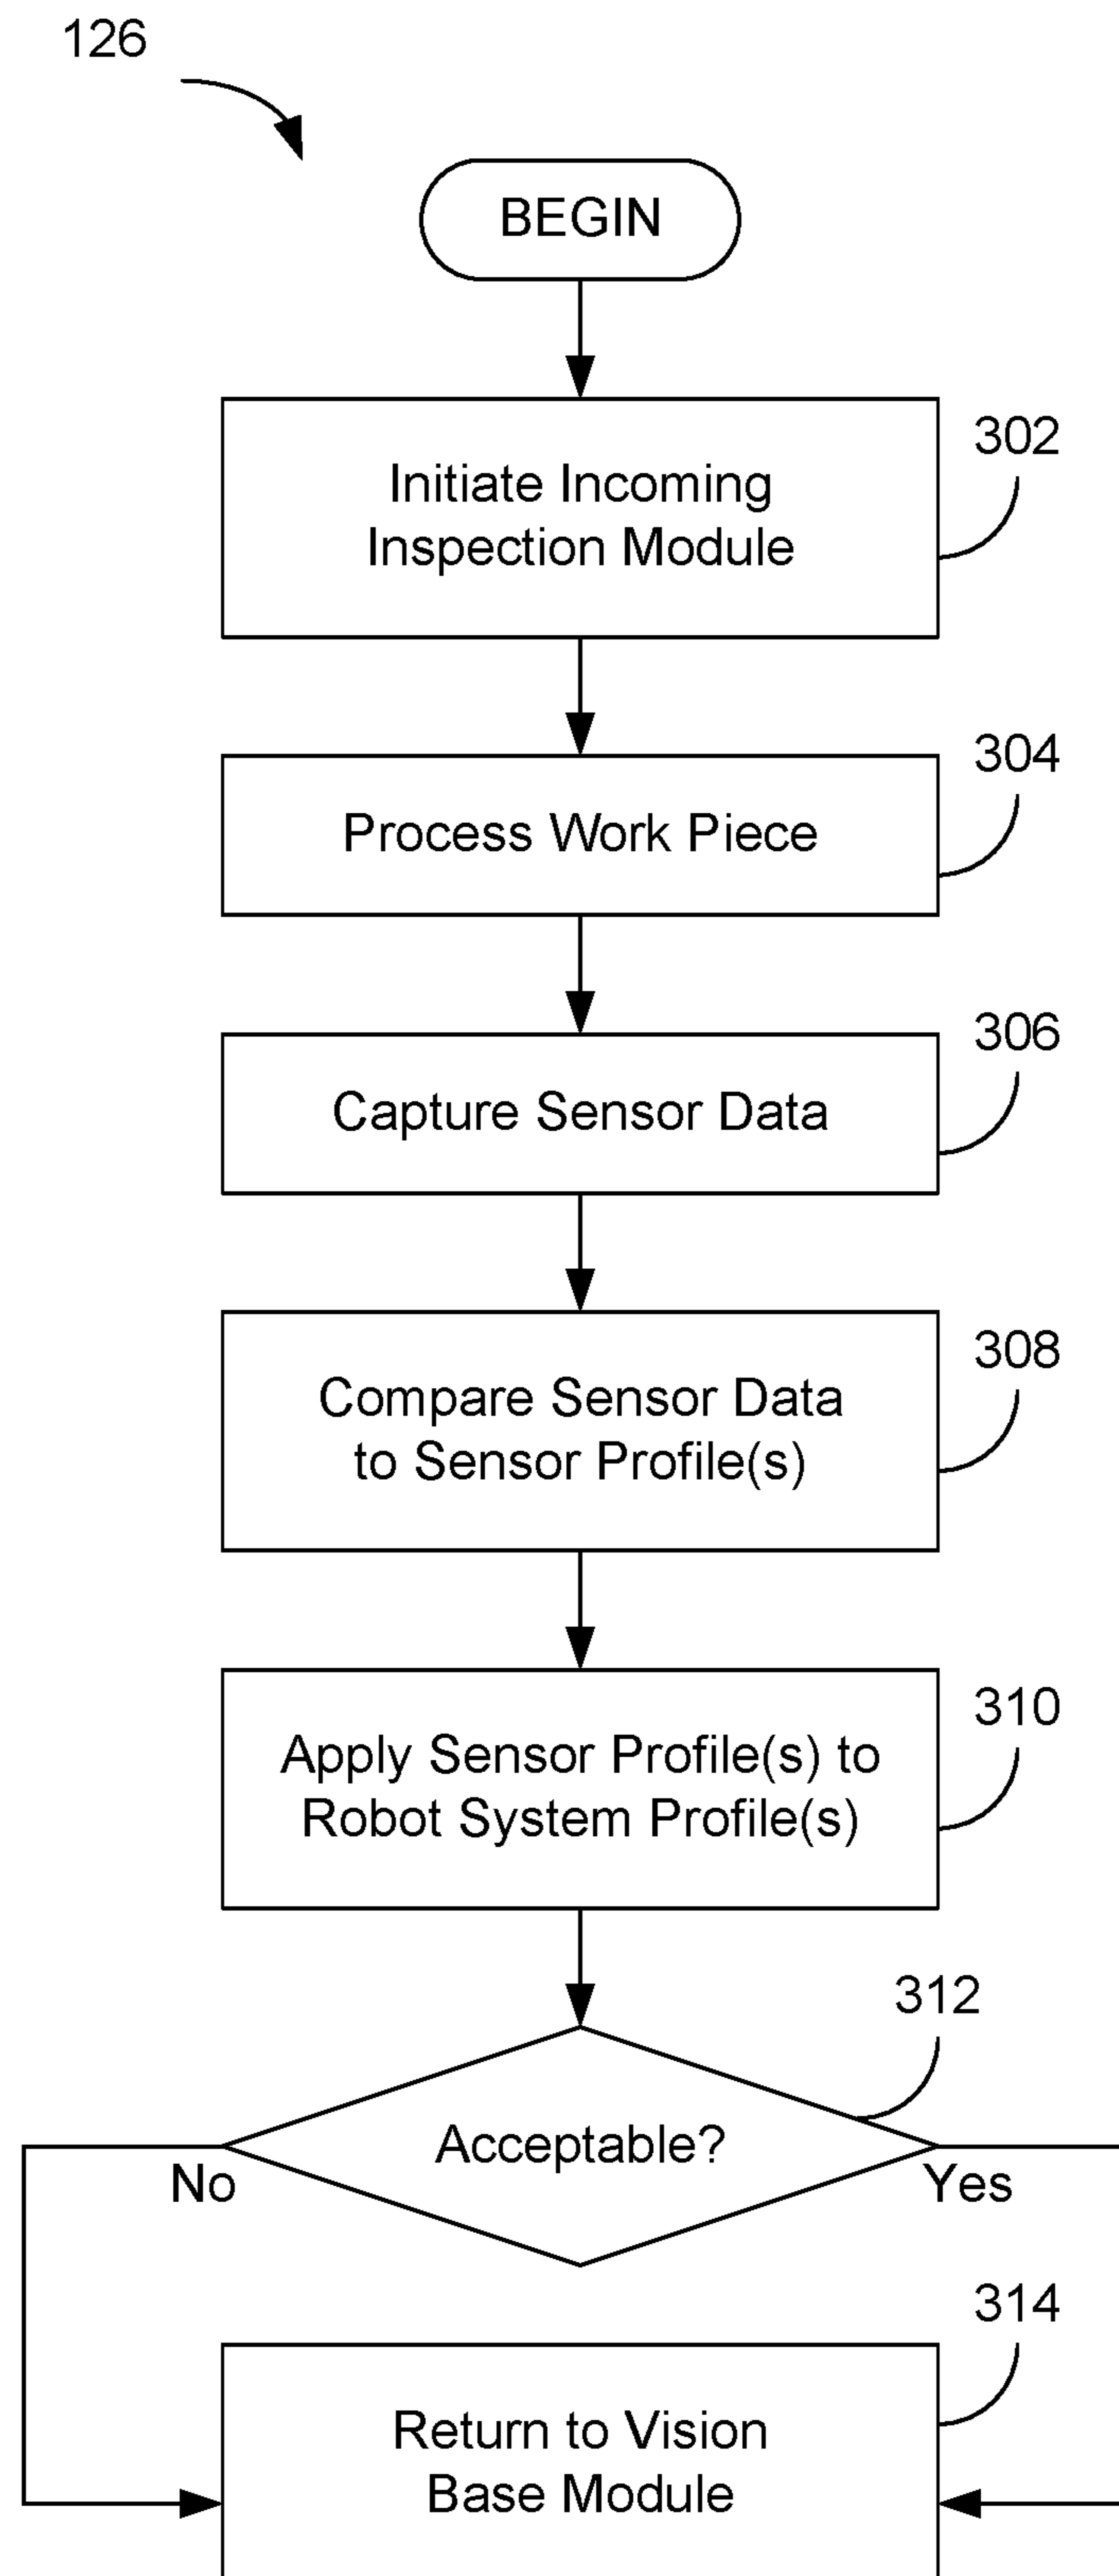 126
BEGIN
302
Initiate Incoming
Inspection Module
304
Process Work Piece
306
Capture Sensor Data
308
Compare Sensor Data
to Sensor Profile(s)
310
Apply Sensor Profile(s) to
Robot System Profile(s)
312
Acceptable?
No
Yes
314
Return to Vision
Base Module